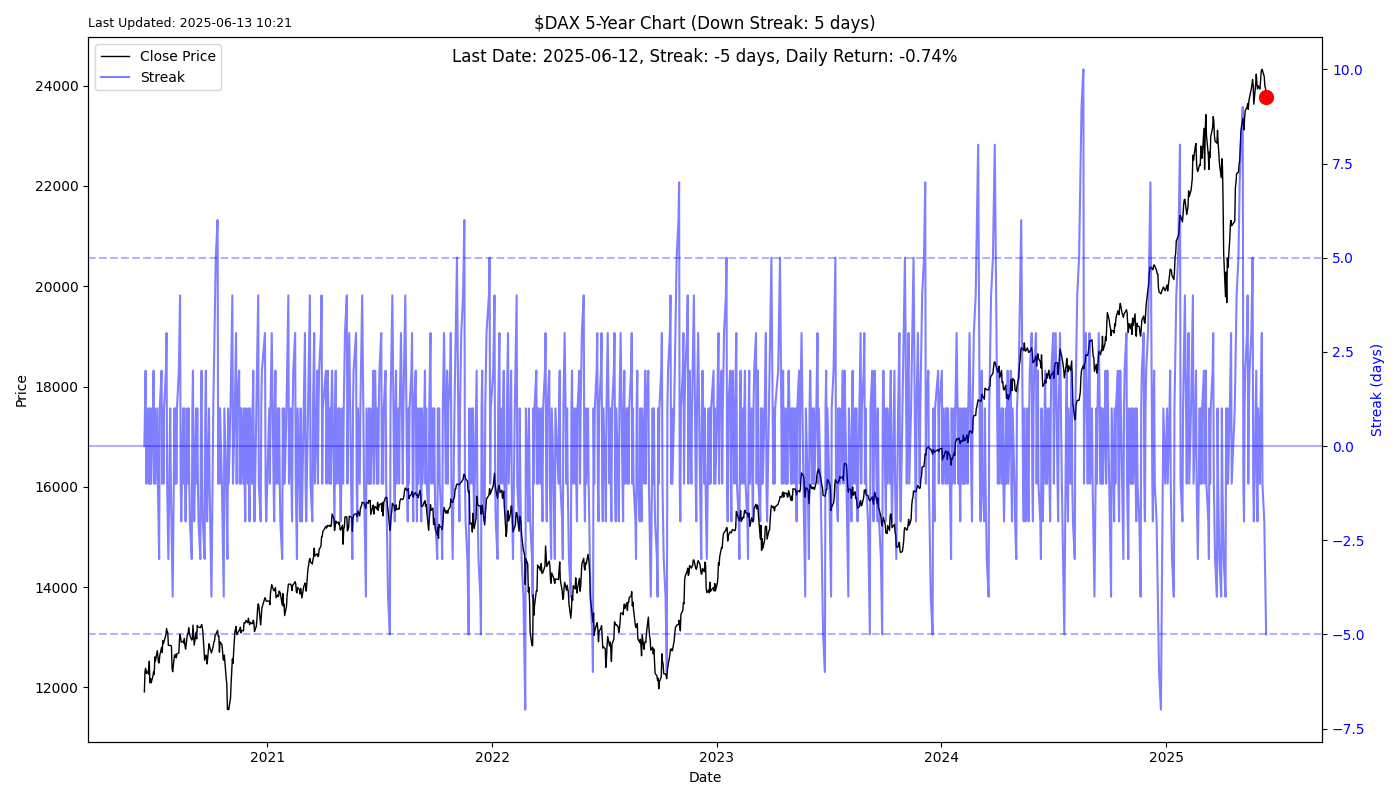 Last Updated: 2025-06-13 10:21
$DAX 5-Year Chart (Down Streak: 5 days)
Last Date: 2025-06-12, Streak: -5 days, Daily Return: -0.74%
Close Price
Streak
24000
22000
20000
18000
16000
14000
12000
Price
10.0
7.5
5.0
2.5
0.0
−2.5
−5.0
−7.5
Streak (days)
2021
2022
2023
2024
2025
Date